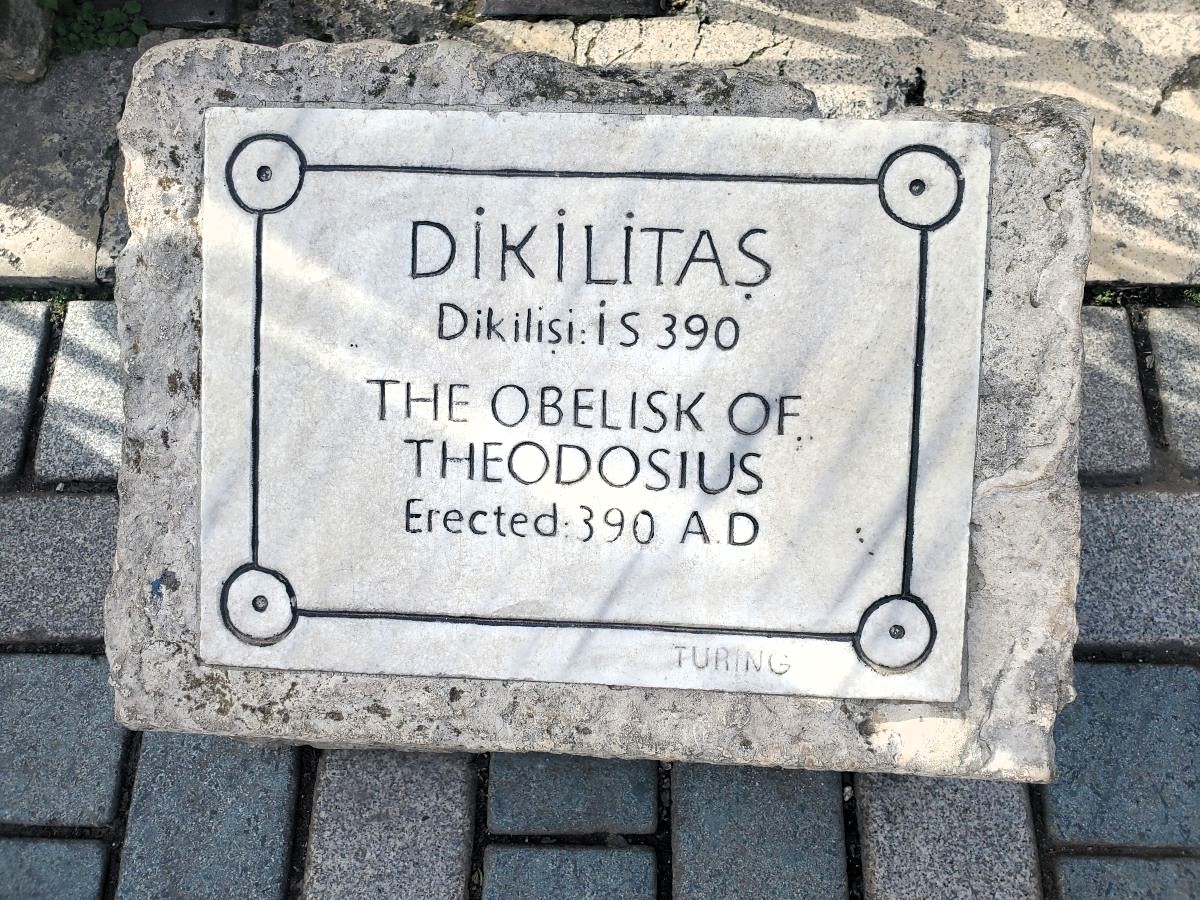 DİKİLİTAŞ
Dikilişi: İS 390
THE OBELISK OF
THEODOSIUS
Erected: 390 A.D
TURING